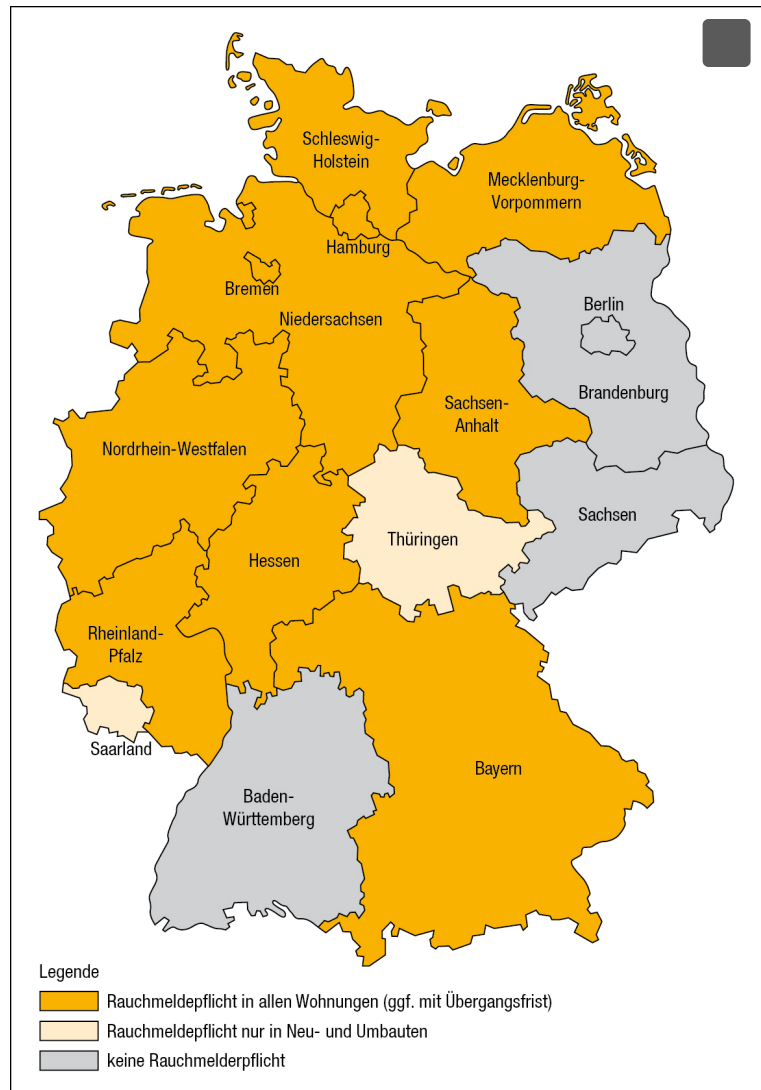 Schleswig-
Holstein
Mecklenburg-
Vorpommern
Hamburg
Bremen
Niedersachsen
Berlin
Brandenburg
Sachsen-
Anhalt
Nordrhein-Westfalen
Sachsen
Thüringen
Hessen
Rheinland-
Pfalz
Saarland
Bayern
Baden-
Württemberg
Legende
Rauchmeldepflicht in allen Wohnungen (ggf. mit Übergangsfrist)
Rauchmeldepflicht nur in Neu- und Umbauten
keine Rauchmelderpflicht